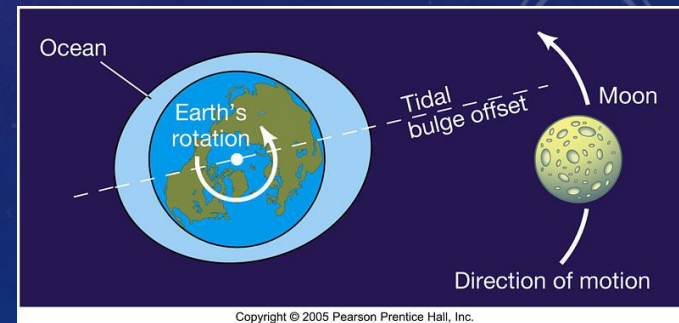 Ocean
Earth's
rotation
Tidal
bulge offset
Moon
Direction of motion
Copyright © 2005 Pearson Prentice Hall, Inc.